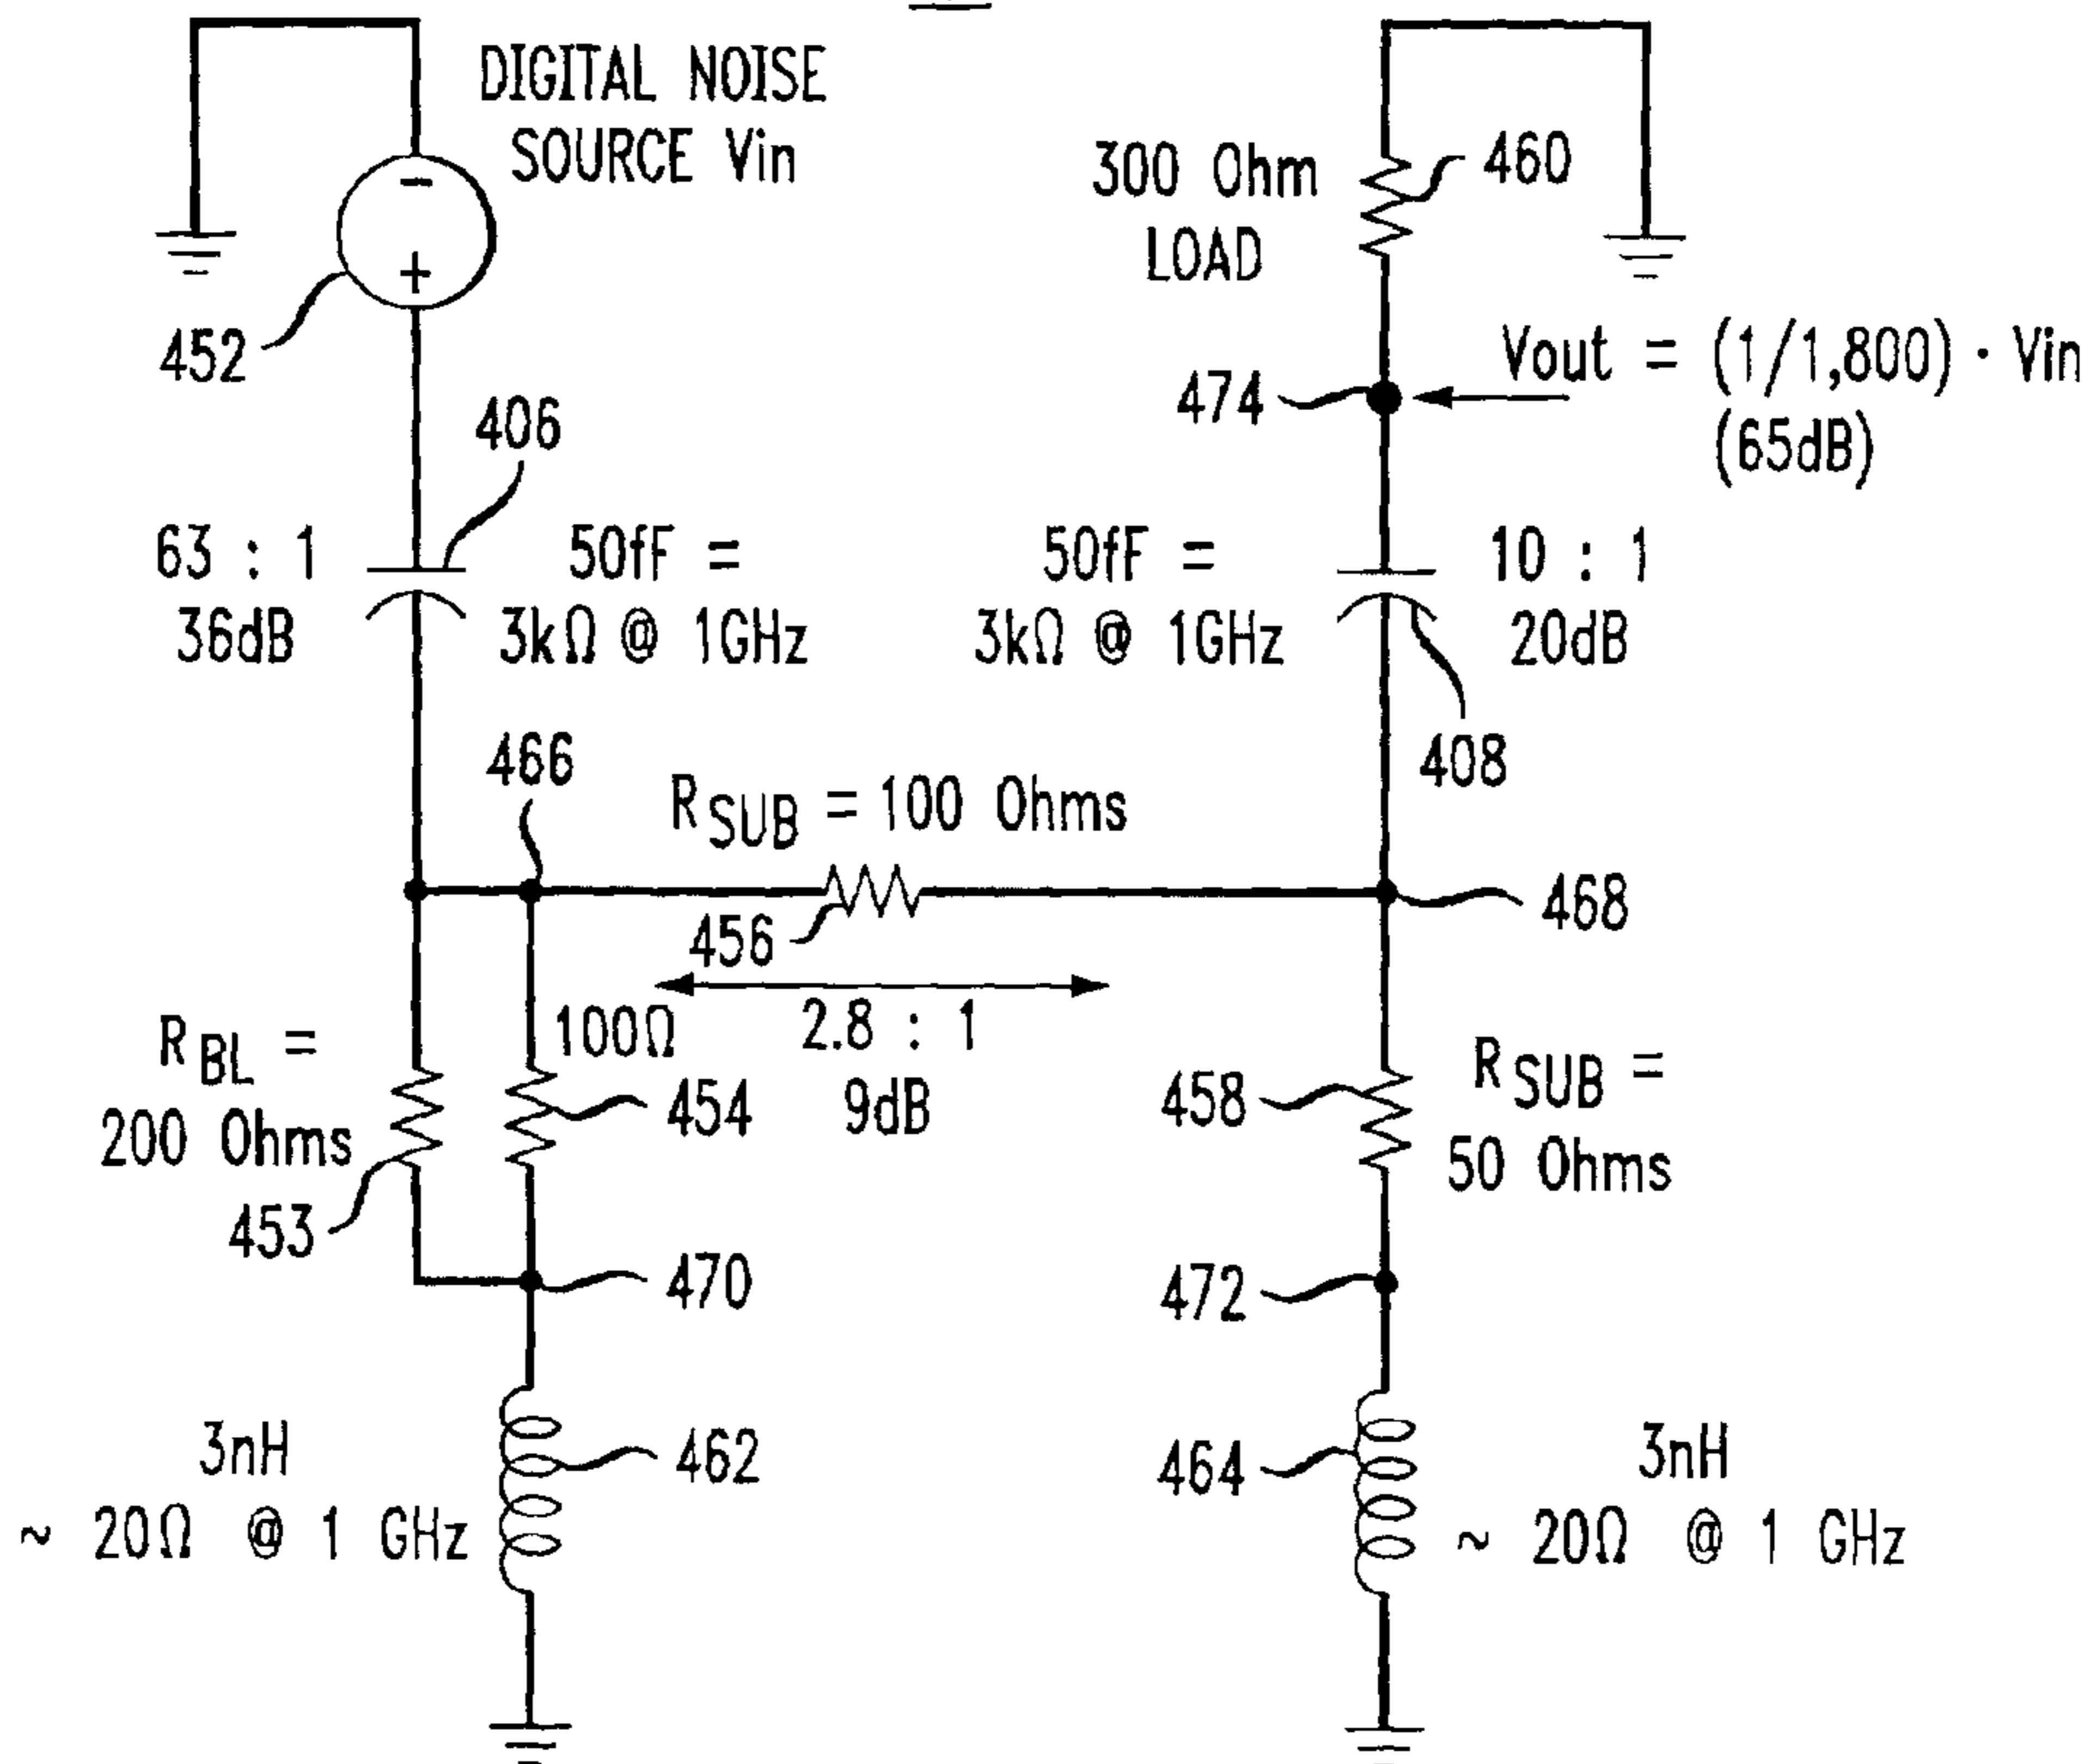 DIGITAL NOISE
SOURCE Vin
−
+
452
300 Ohm
LOAD
460
474
Vout = (1/1,800) · Vin
(65dB)
406
63 : 1
36dB
50fF =
3kΩ @ 1GHz
50fF =
3kΩ @ 1GHz
10 : 1
20dB
408
466
RSUB = 100 Ohms
456
468
2.8 : 1
9dB
RBL =
200 Ohms
453
100Ω
454
458
RSUB =
50 Ohms
470
472
3nH
~ 20Ω @ 1 GHz
462
464
3nH
~ 20Ω @ 1 GHz